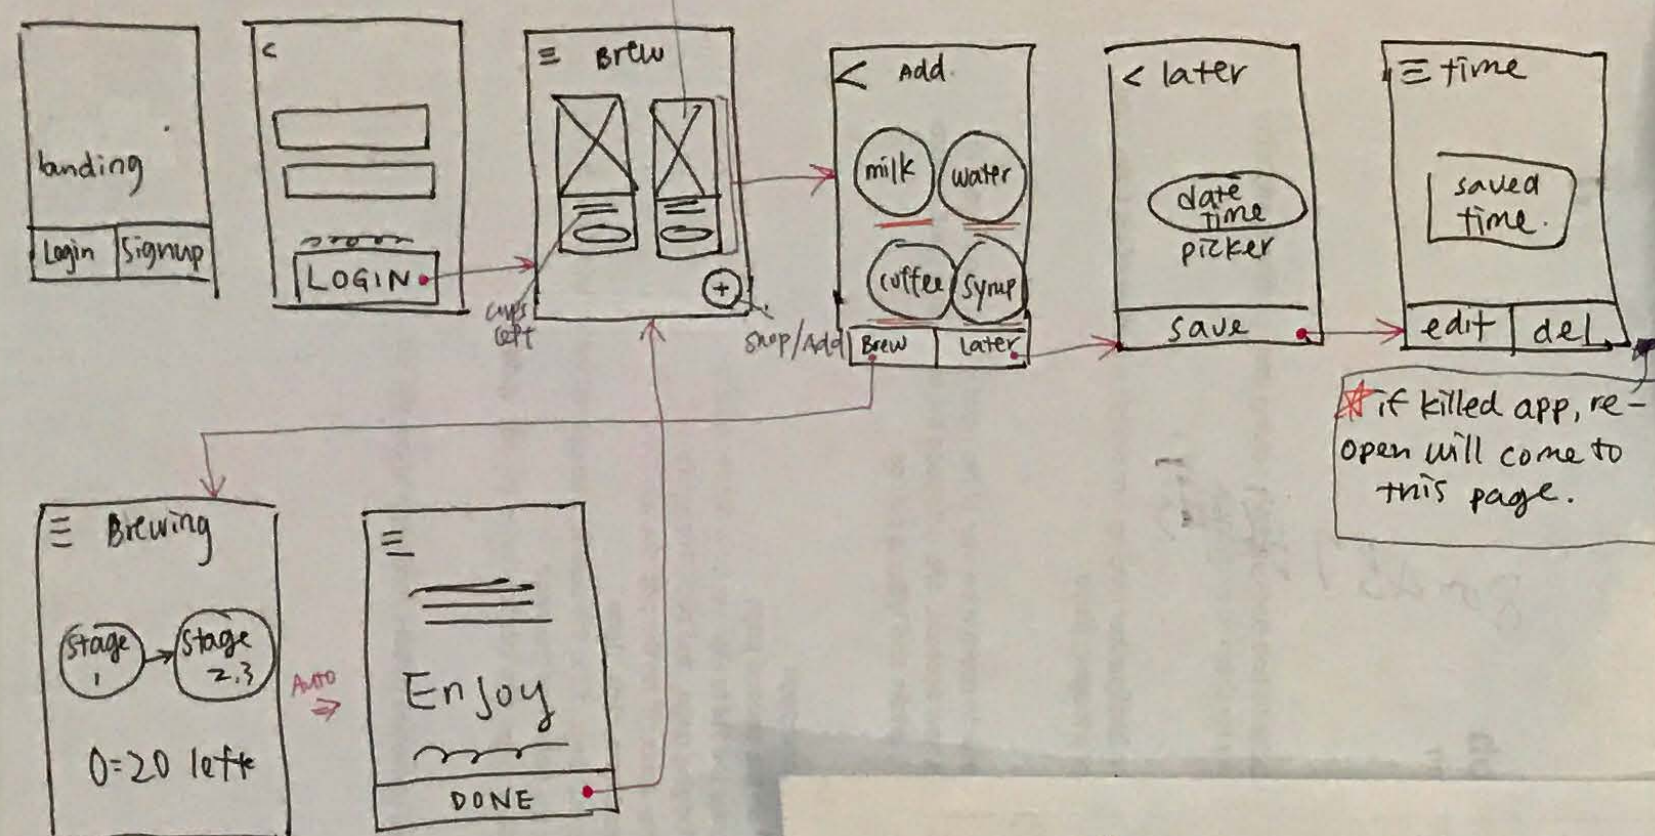 landing
Login
Signup
<
LOGIN
Brew
+
cups
left
Shop/Add
< Add
milk
water
coffee
syrup
Brew
Later
< later
date
time
picker
save
time
saved
time.
edit
del
if killed app, re-
open will come to
this page.
Brewing
stage
1
stage
2.3
0:20 left
Auto
Enjoy
DONE